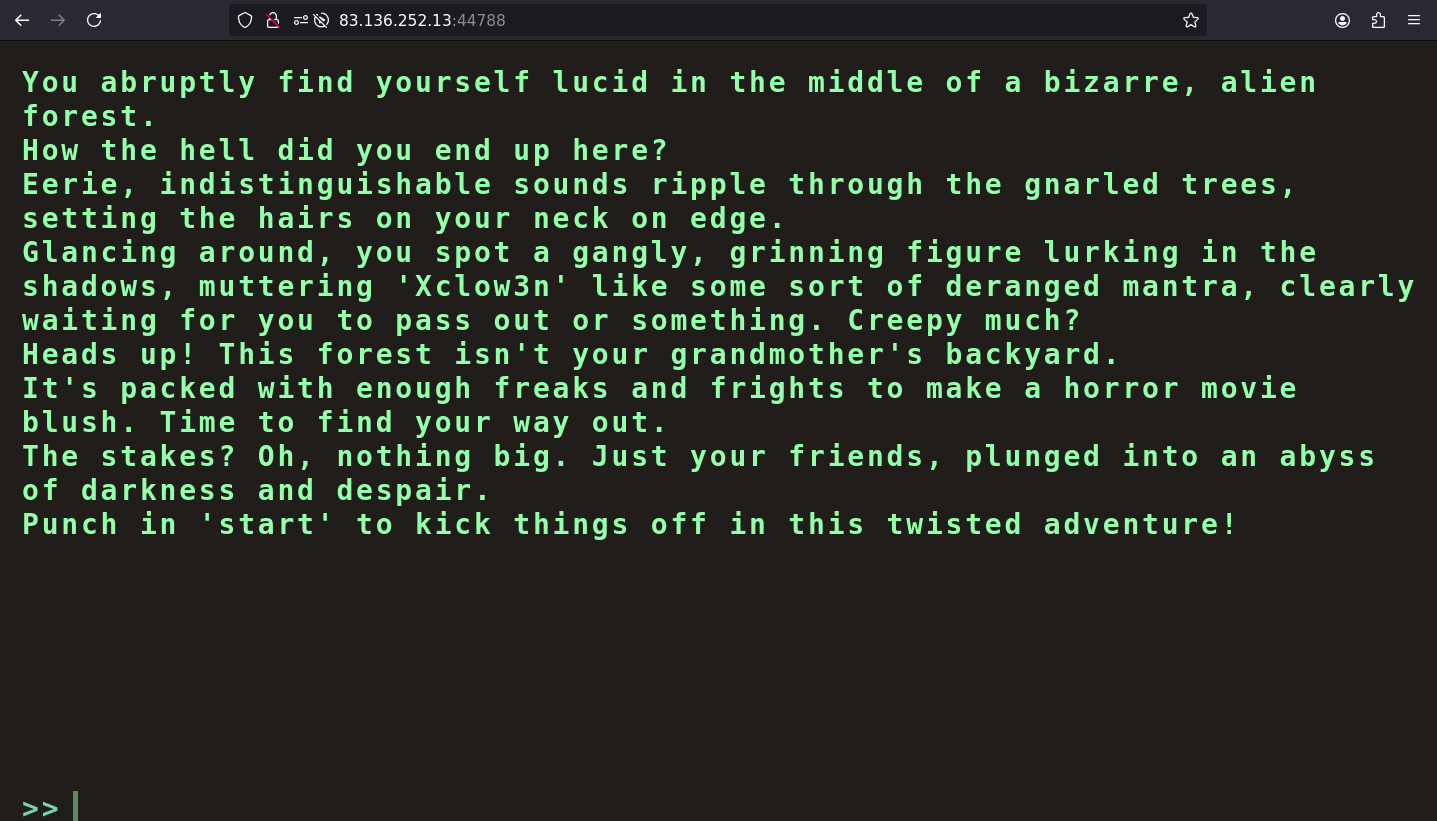 83.136.252.13:44788
You abruptly find yourself lucid in the middle of a bizarre, alien
forest.
How the hell did you end up here?
Eerie, indistinguishable sounds ripple through the gnarled trees,
setting the hairs on your neck on edge.
Glancing around, you spot a gangly, grinning figure lurking in the
shadows, muttering 'Xclow3n' like some sort of deranged mantra, clearly
waiting for you to pass out or something. Creepy much?
Heads up! This forest isn't your grandmother's backyard.
It's packed with enough freaks and frights to make a horror movie
blush. Time to find your way out.
The stakes? Oh, nothing big. Just your friends, plunged into an abyss
of darkness and despair.
Punch in 'start' to kick things off in this twisted adventure!
>>